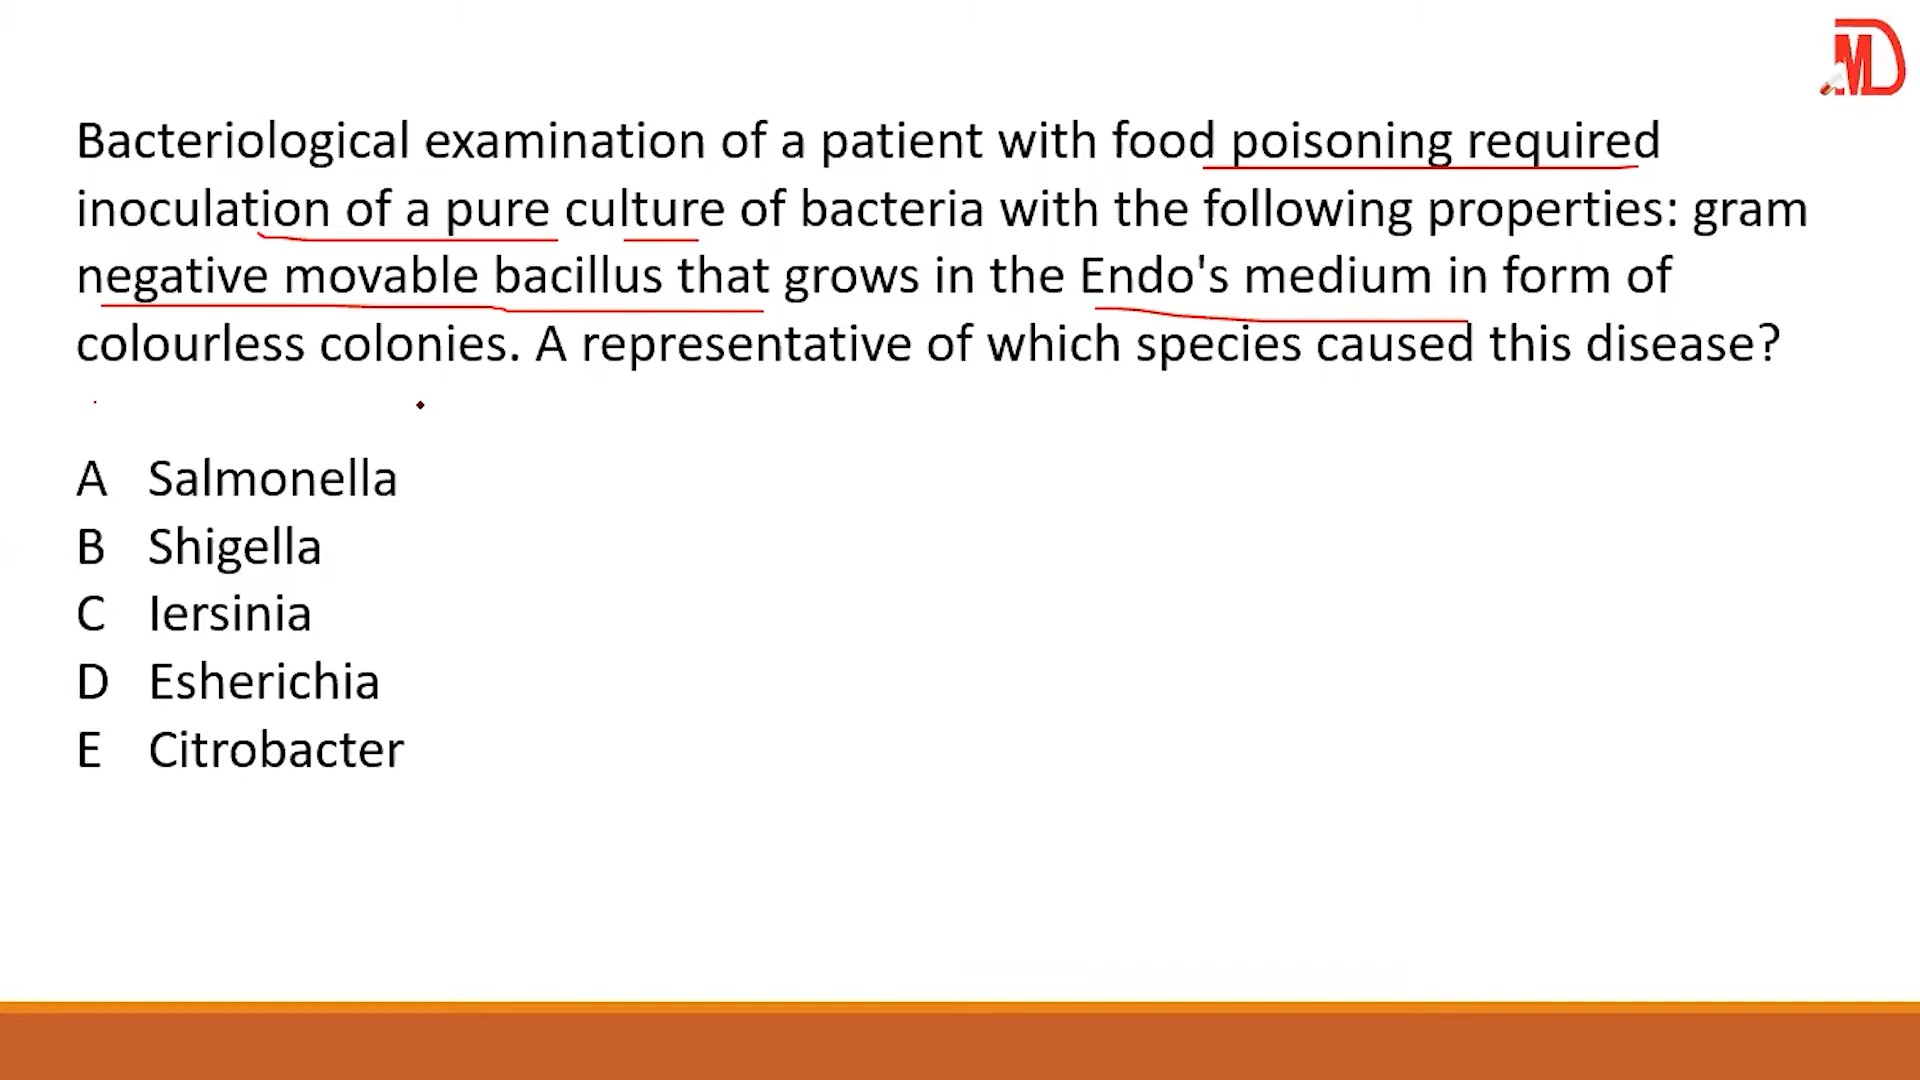 MD
Bacteriological examination of a patient with food poisoning required
inoculation of a pure culture of bacteria with the following properties: gram
negative movable bacillus that grows in the Endo's medium in form of
colourless colonies. A representative of which species caused this disease?
A Salmonella
B Shigella
C Iersinia
D Esherichia
E Citrobacter